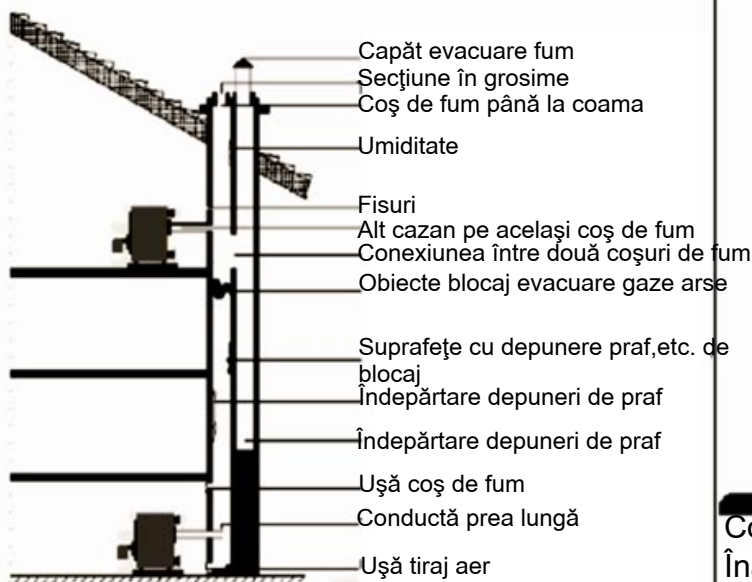 Capăt evacuare fum
Secţiune în grosime
Coş de fum până la coama
Umiditate
Fisuri
Alt cazan pe acelaşi coş de fum
Conexiunea între două coşuri de fum
Obiecte blocaj evacuare gaze arse
Suprafeţe cu depunere praf,etc. de
blocaj
Îndepărtare depuneri de praf
Îndepărtare depuneri de praf
Uşă coş de fum
Conductă prea lungă
Uşă tiraj aer